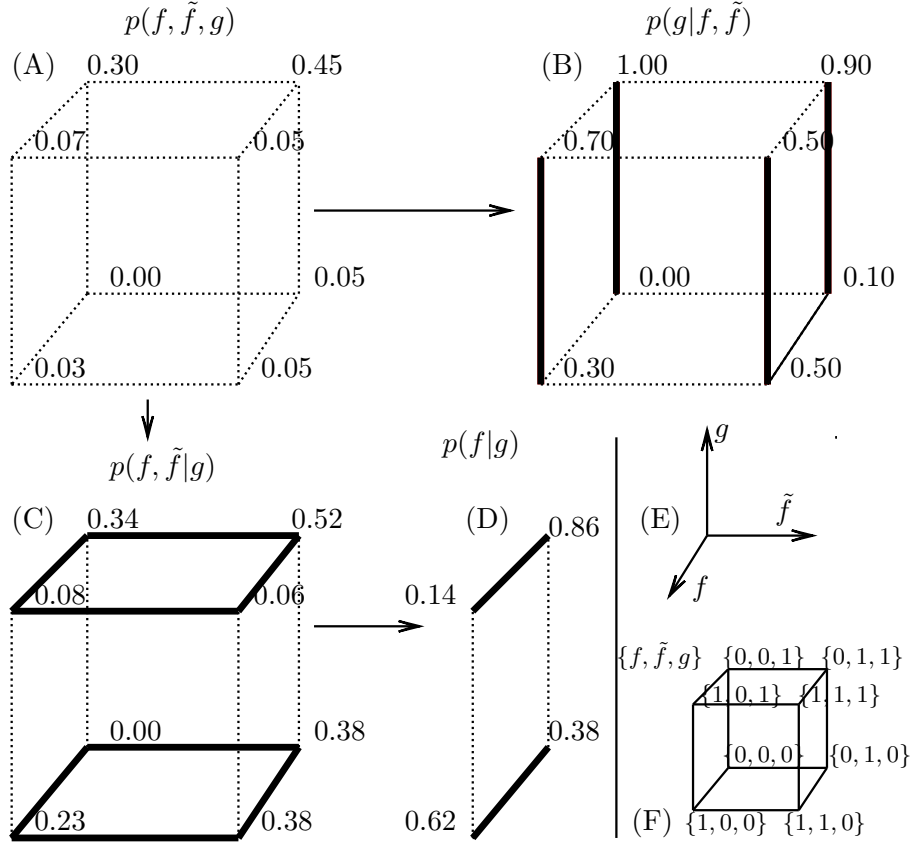 p(f, f̃, g) p(g|f, f̃)
(A) 0.30 0.45 (B) 1.00 0.90
0.07 0.05 0.70 0.50
0.00 0.05 0.00 0.10
0.03 0.05 0.30 0.50
p(f, f̃|g) p(f|g) g
(C) 0.34 0.52 (D) 0.86 (E) f̃
0.08 0.06 0.14 f
{f, f̃, g} {0, 0, 1} {0, 1, 1}
{1, 0, 1} {1, 1, 1}
0.00 0.38 0.38 {0, 0, 0} {0, 1, 0}
0.23 0.38 0.62 (F) {1, 0, 0} {1, 1, 0}